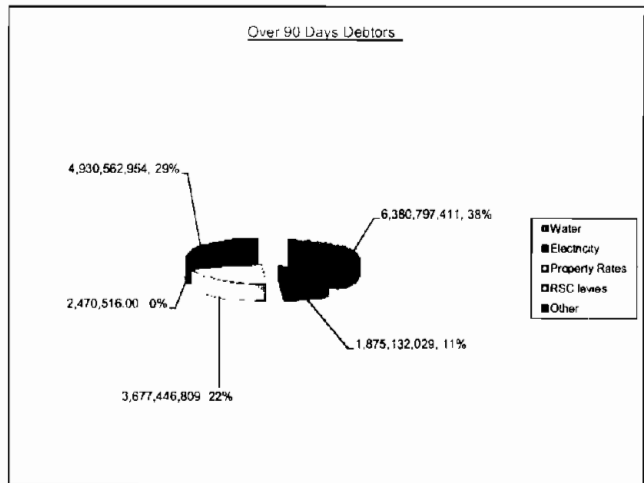 Over 90 Days Debtors
4,930,562,954, 29%
6,380,797,411, 38%
2,470,516.00 0%
1,875,132,029, 11%
3,677,446,809 22%
Water
Electricity
Property Rates
RSC levies
Other